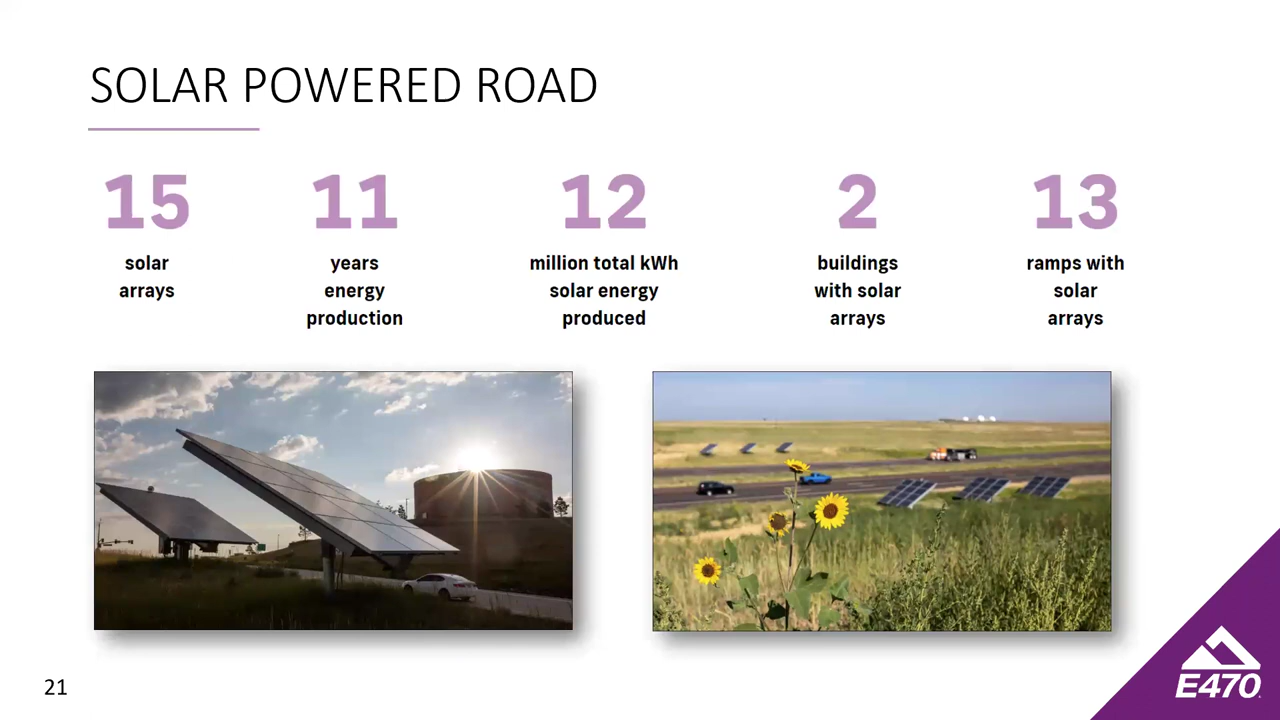 SOLAR POWERED ROAD
15
solar
arrays
11
years
energy
production
12
million total kWh
solar energy
produced
2
buildings
with solar
arrays
13
ramps with
solar
arrays
21
E470